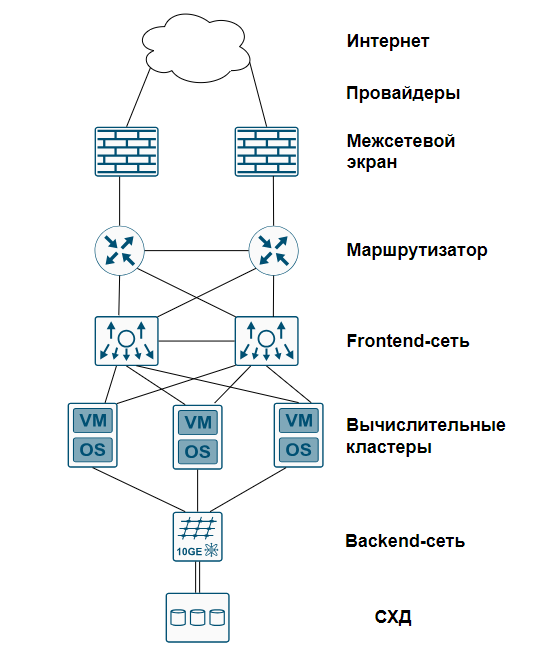 Интернет
Провайдеры
Межсетевой
экран
Маршрутизатор
Frontend-сеть
VM VM VM
OS OS OS
Вычислительные
кластеры
10GE
Backend-сеть
СХД